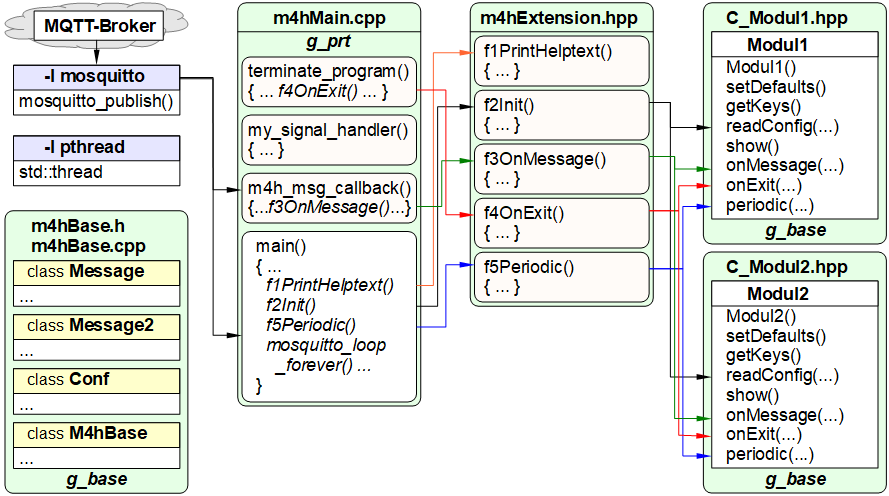 MQTT-Broker
-l mosquitto
mosquitto_publish()
-l pthread
std::thread
m4hBase.h
m4hBase.cpp
class Message
...
class Message2
...
class Conf
...
class M4hBase
...
g_base
m4hMain.cpp
g_prt
terminate_program()
{ ... f4OnExit() ... }
my_signal_handler()
{ ... }
m4h_msg_callback()
{...f3OnMessage()...}
main()
{ ...
f1PrintHelptext()
f2Init()
f5Periodic()
mosquitto_loop
_forever() ...
}
m4hExtension.hpp
f1PrintHelptext()
{ ... }
f2Init()
{ ... }
f3OnMessage()
{ ... }
f4OnExit()
{ ... }
f5Periodic()
{ ... }
C_Modul1.hpp
Modul1
Modul1()
setDefaults()
getKeys()
readConfig(...)
show()
onMessage(...)
onExit(...)
periodic(...)
g_base
C_Modul2.hpp
Modul2
Modul2()
setDefaults()
getKeys()
readConfig(...)
show()
onMessage(...)
onExit(...)
periodic(...)
g_base